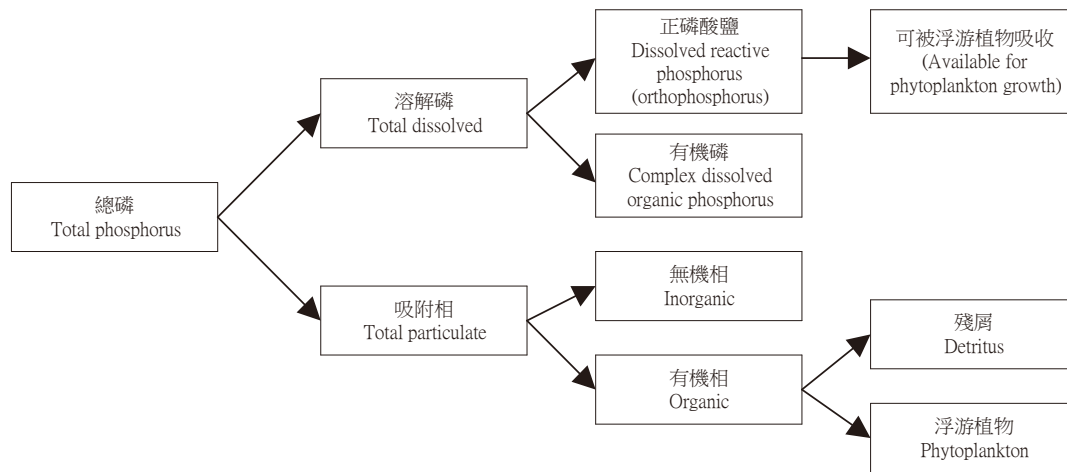 總磷
Total phosphorus
溶解磷
Total dissolved
吸附相
Total particulate
正磷酸鹽
Dissolved reactive
phosphorus
(orthophosphorus)
有機磷
Complex dissolved
organic phosphorus
無機相
Inorganic
有機相
Organic
可被浮游植物吸收
(Available for
phytoplankton growth)
殘屑
Detritus
浮游植物
Phytoplankton